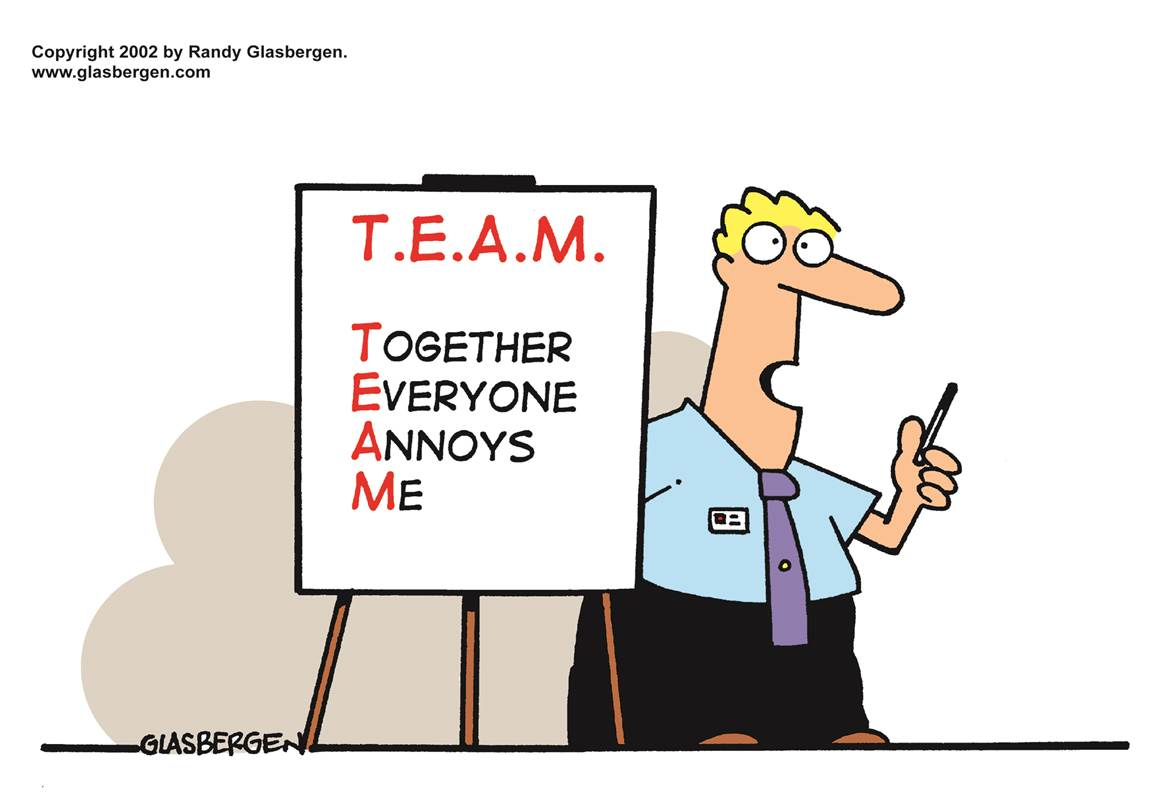 Copyright 2002 by Randy Glasbergen.
www.glasbergen.com
T.E.A.M.
TOGETHER
EVERYONE
ANNOYS
ME
GLASBERGEN